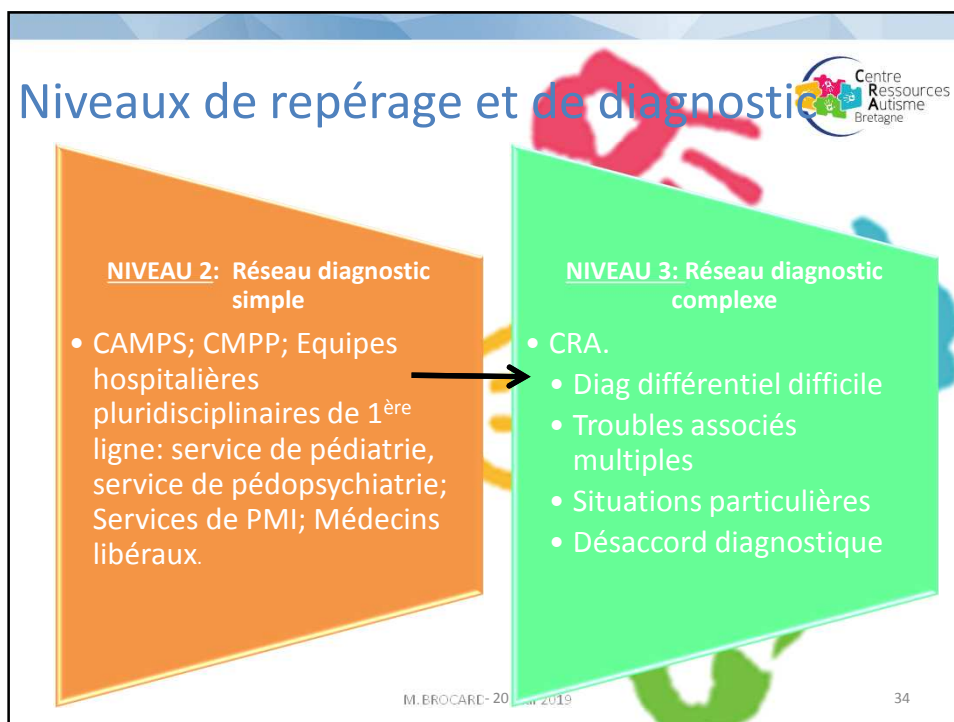 Niveaux de repérage et de diagnostic
Centre
Ressources
Autisme
Bretagne
NIVEAU 2: Réseau diagnostic
simple
• CAMPS; CMPP; Equipes
hospitalières
pluridisciplinaires de 1ère
ligne: service de pédiatrie,
service de pédopsychiatrie;
Services de PMI; Médecins
libéraux.
NIVEAU 3: Réseau diagnostic
complexe
• CRA.
• Diag différentiel difficile
• Troubles associés
multiples
• Situations particulières
• Désaccord diagnostique
M. BROCARD- 20 2019
34